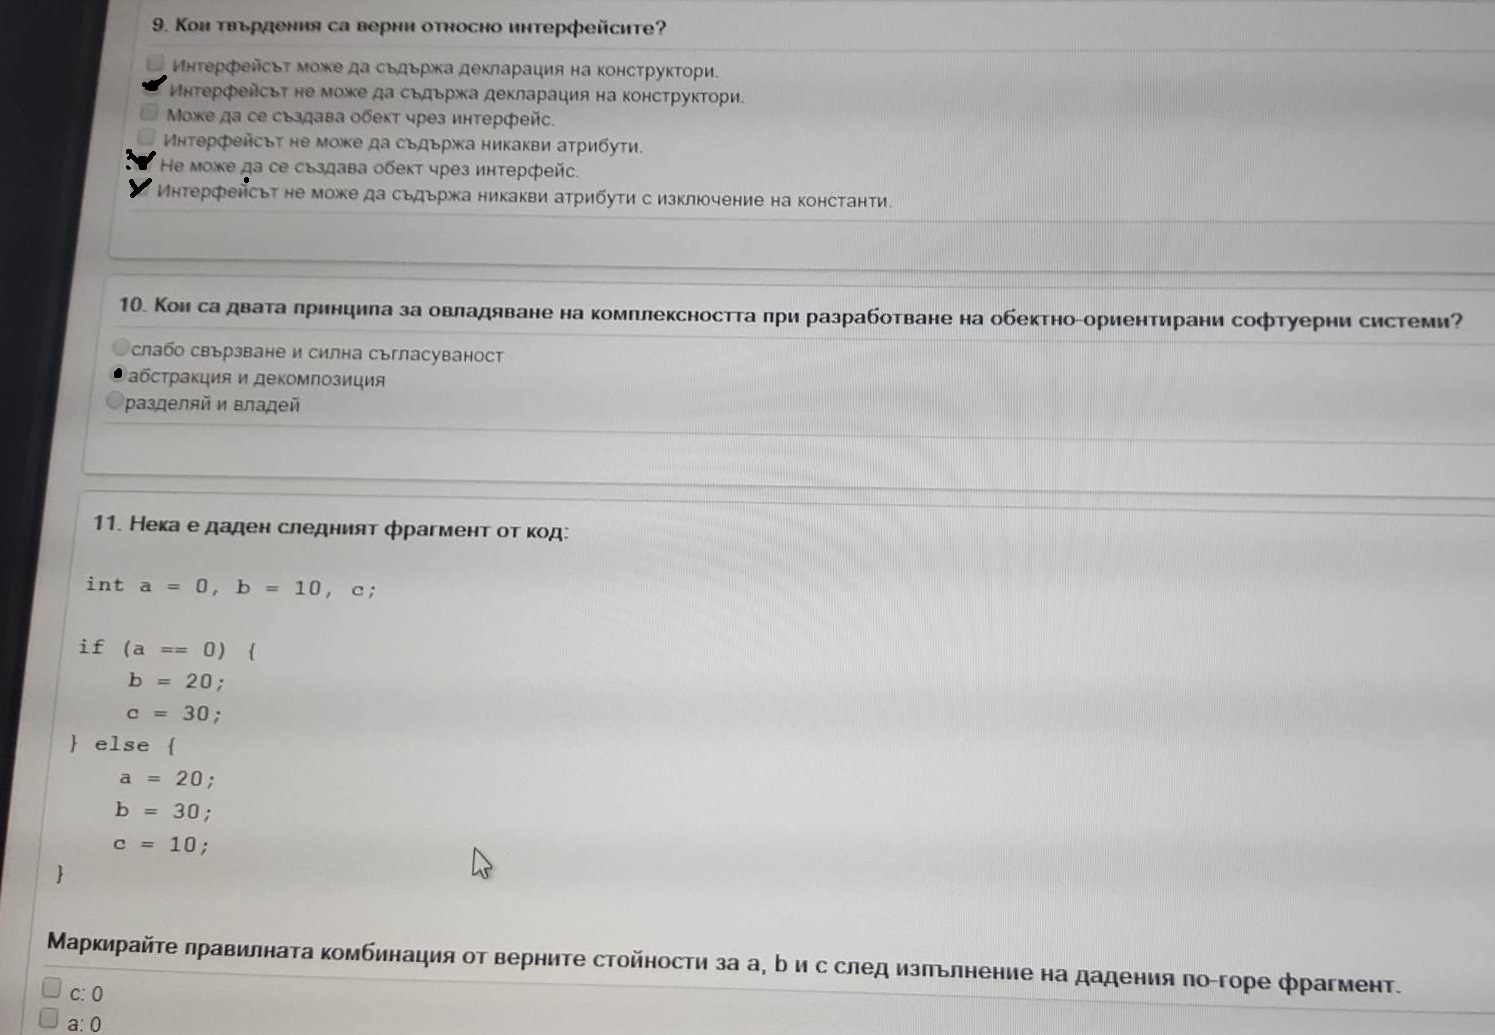 9. Кои твърдения са верни относно интерфейсите?
Интерфейсът може да съдържа декларация на конструктори.
Интерфейсът не може да съдържа декларация на конструктори.
Може да се създава обект чрез интерфейс.
Интерфейсът не може да съдържа никакви атрибути.
Не може да се създава обект чрез интерфейс.
Интерфейсът не може да съдържа никакви атрибути с изключение на константи.
10. Кои са двата принципа за овладяване на комплексността при разработване на обектно-ориентирани софтуерни системи?
слабо свързване и силна съгласуваност
абстракция и декомпозиция
разделяй и владей
11. Нека е даден следният фрагмент от код:
int a = 0, b = 10, c;
if (a == 0) {
b = 20;
c = 30;
} else {
a = 20;
b = 30;
c = 10;
}
Маркирайте правилната комбинация от верните стойности за a, b и c след изпълнение на дадения по-горе фрагмент.
c: 0
a: 0